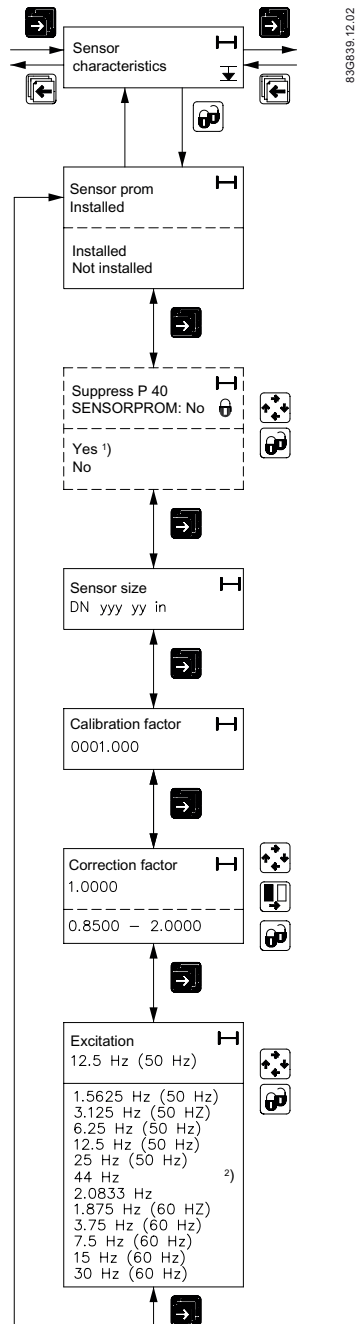 83G839.12.02
Sensor
characteristics
Sensor prom
Installed
Installed
Not installed
Suppress P 40
SENSORPROM: No
Yes ¹)
No
Sensor size
DN yyy yy in
Calibration factor
0001.000
Correction factor
1.0000
0.8500 – 2.0000
Excitation
12.5 Hz (50 Hz)
1.5625 Hz (50 Hz)
3.125 Hz (50 HZ)
6.25 Hz (50 Hz)
12.5 Hz (50 Hz)
25 Hz (50 Hz)
44 Hz ²)
2.0833 Hz
1.875 Hz (60 HZ)
3.75 Hz (60 Hz)
7.5 Hz (60 Hz)
15 Hz (60 Hz)
30 Hz (60 Hz)